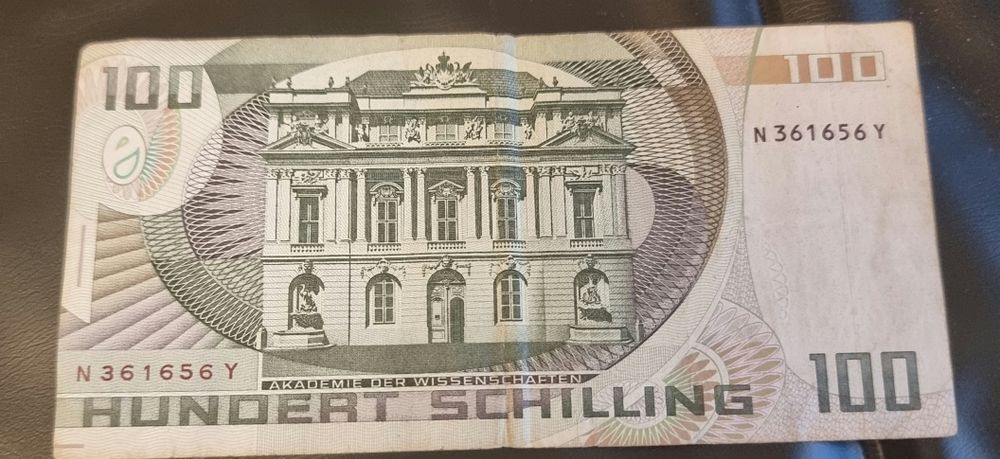 100
100
N 361656 Y
N 361656 Y
AKADEMIE DER WISSENSCHAFTEN
HUNDERT SCHILLING
100